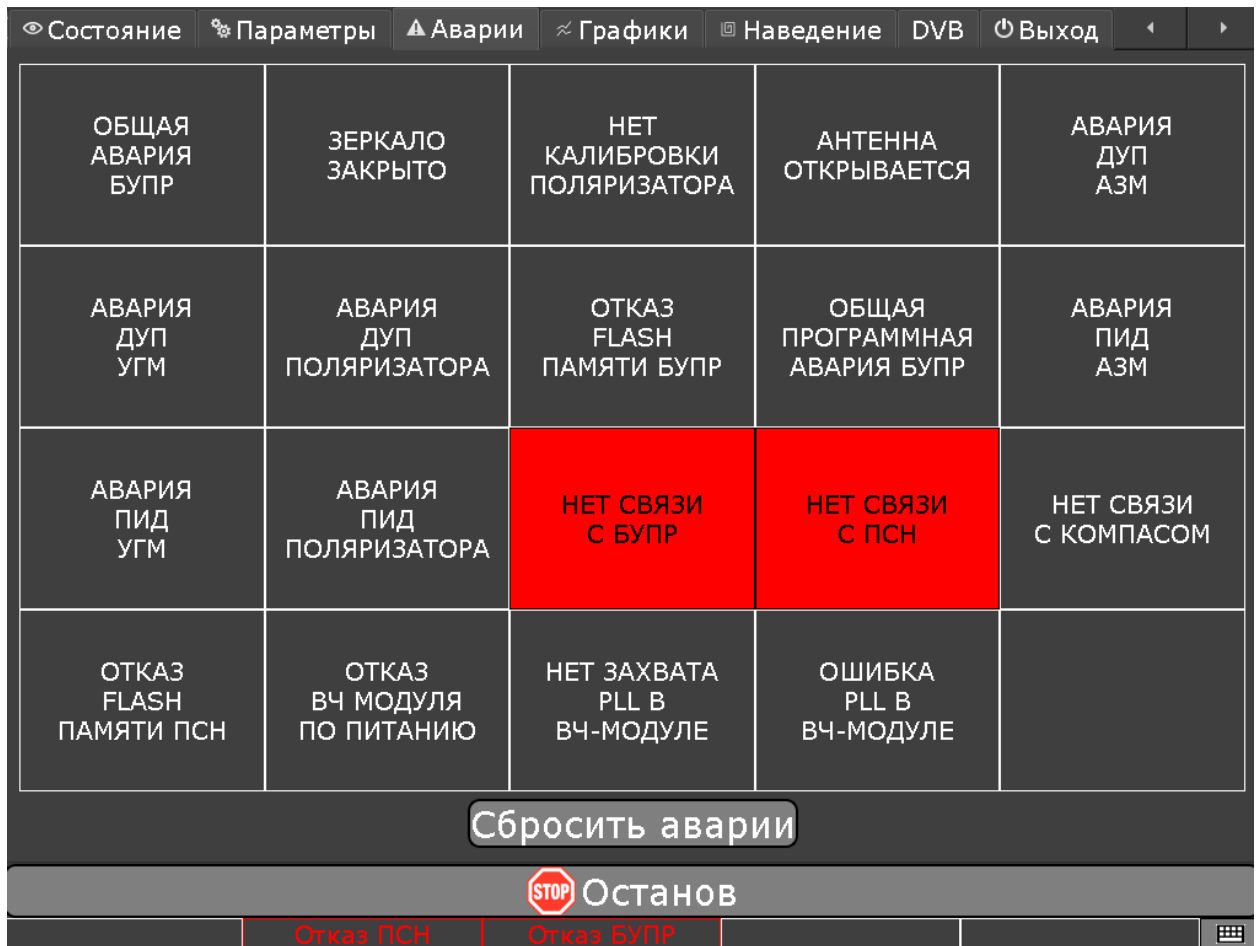 Состояние Параметры Аварии Графики Наведение DVB Выход
ОБЩАЯ
АВАРИЯ
БУПР
ЗЕРКАЛО
ЗАКРЫТО
НЕТ
КАЛИБРОВКИ
ПОЛЯРИЗАТОРА
АНТЕННА
ОТКРЫВАЕТСЯ
АВАРИЯ
ДУП
АЗМ
АВАРИЯ
ДУП
УГМ
АВАРИЯ
ДУП
ПОЛЯРИЗАТОРА
ОТКАЗ
FLASH
ПАМЯТИ БУПР
ОБЩАЯ
ПРОГРАММНАЯ
АВАРИЯ БУПР
АВАРИЯ
ПИД
АЗМ
АВАРИЯ
ПИД
УГМ
АВАРИЯ
ПИД
ПОЛЯРИЗАТОРА
НЕТ СВЯЗИ
С БУПР
НЕТ СВЯЗИ
С ПСН
НЕТ СВЯЗИ
С КОМПАСОМ
ОТКАЗ
FLASH
ПАМЯТИ ПСН
ОТКАЗ
ВЧ МОДУЛЯ
ПО ПИТАНИЮ
НЕТ ЗАХВАТА
PLL В
ВЧ-МОДУЛЕ
ОШИБКА
PLL В
ВЧ-МОДУЛЕ
Сбросить аварии
STOP Останов
Отказ ПСН Отказ БУПР